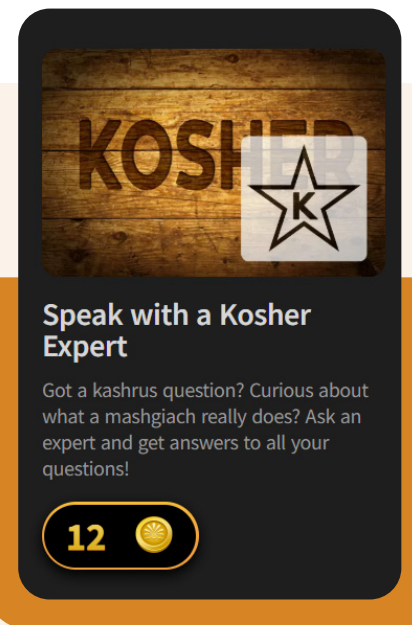 KOSHER
K
Speak with a Kosher
Expert
Got a kashrus question? Curious about
what a mashgiach really does? Ask an
expert and get answers to all your
questions!
12